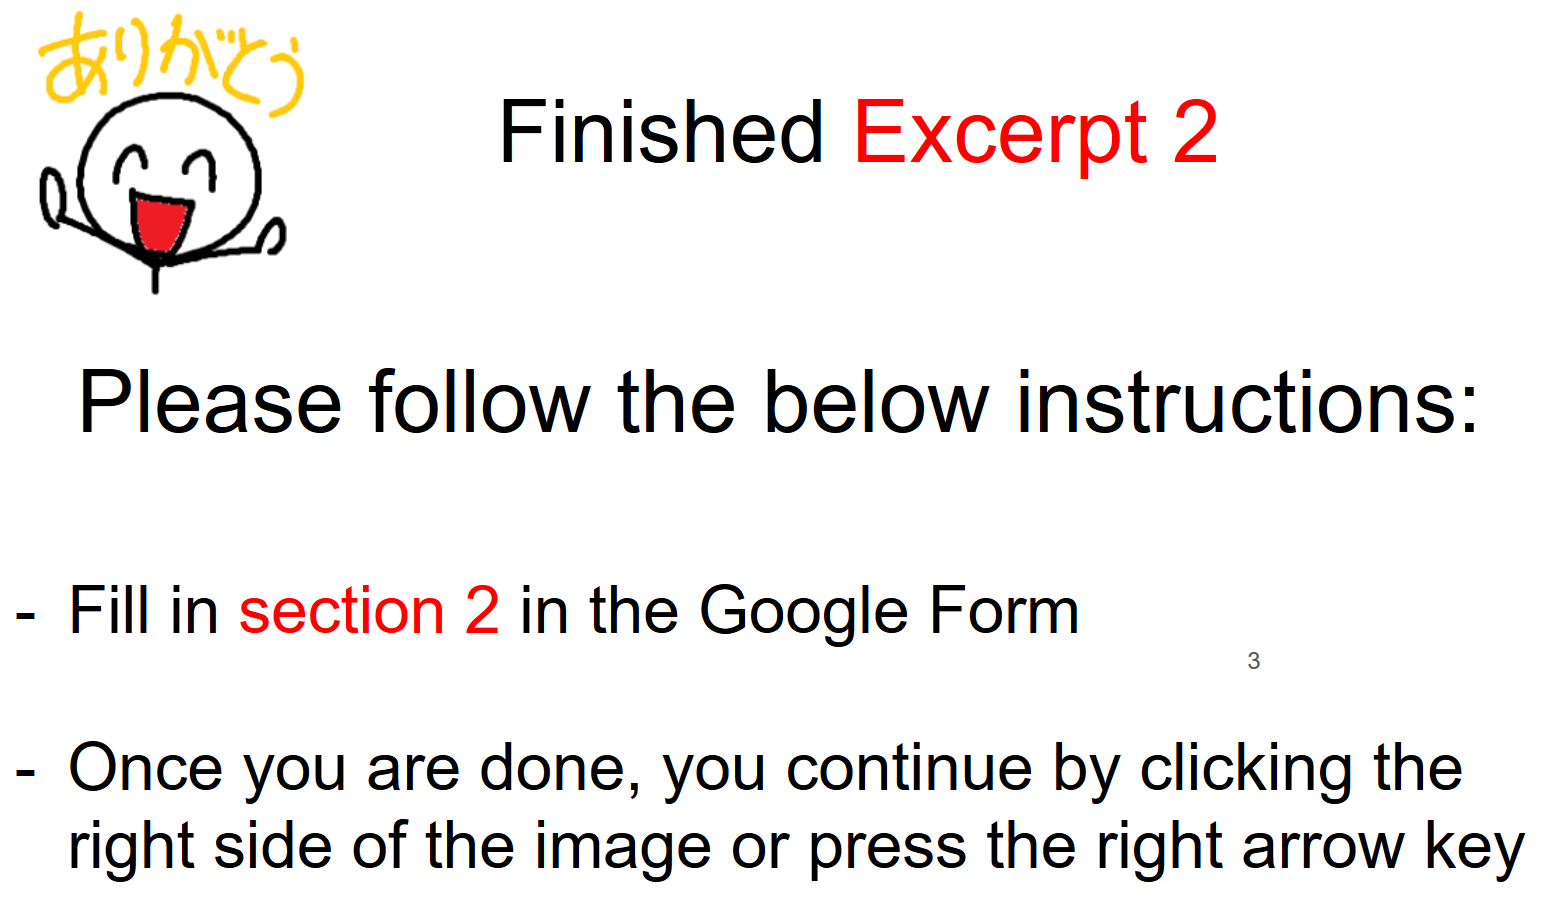 ありがとう
Finished Excerpt 2
Please follow the below instructions:
- Fill in section 2 in the Google Form
3
- Once you are done, you continue by clicking the
right side of the image or press the right arrow key